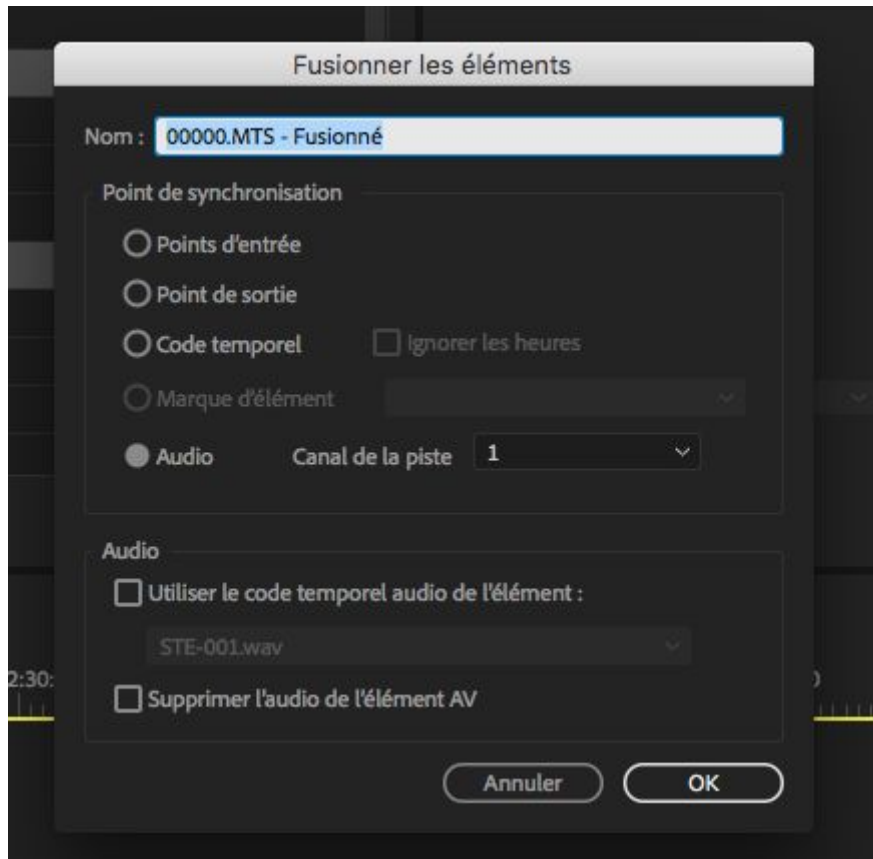 Fusionner les éléments
Nom : 00000.MTS - Fusionné
Point de synchronisation
Points d'entrée
Point de sortie
Code temporel Ignorer les heures
Marque d'élément
Audio Canal de la piste 1
Audio
Utiliser le code temporel audio de l'élément :
STE-001.wav
2:30:
Supprimer l'audio de l'élément AV
Annuler OK